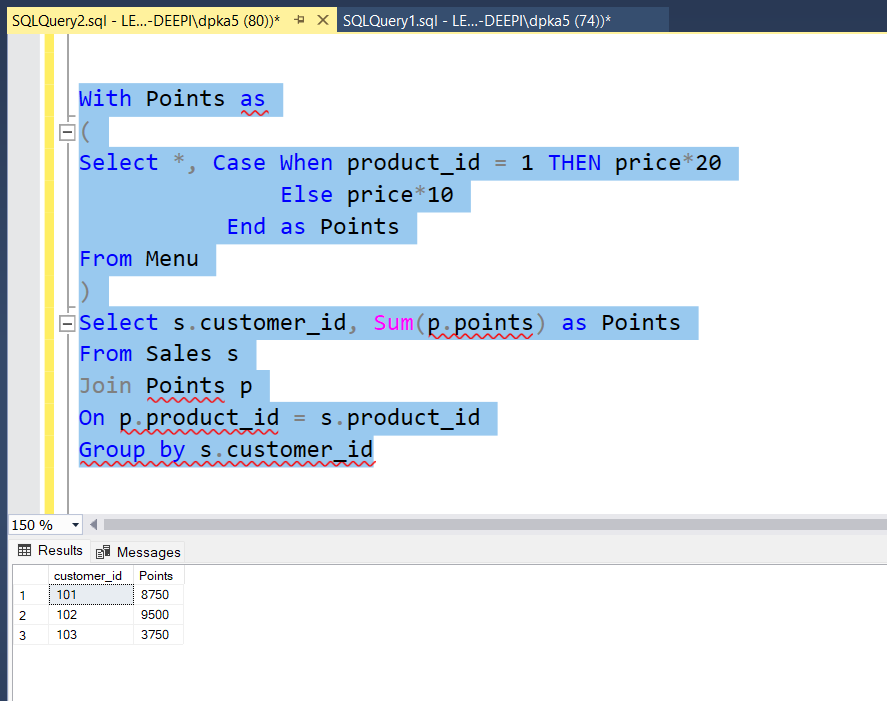 SQLQuery2.sql - LE...-DEEPI\dpka5 (80))* SQLQuery1.sql - LE...-DEEPI\dpka5 (74))*
With Points as
(
Select *, Case When product_id = 1 THEN price*20
Else price*10
End as Points
From Menu
)
Select s.customer_id, Sum(p.points) as Points
From Sales s
Join Points p
On p.product_id = s.product_id
Group by s.customer_id
150 %
Results Messages
customer_id Points
1 101 8750
2 102 9500
3 103 3750